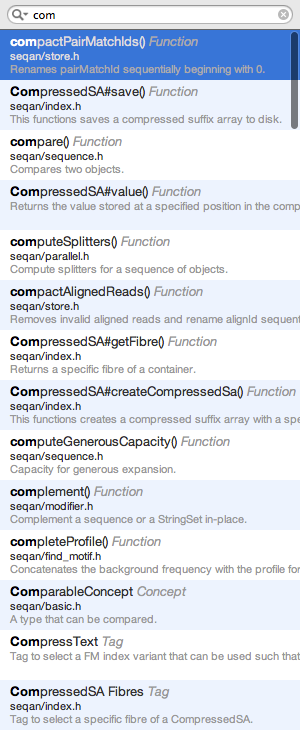 com
compactPairMatchIds() Function
seqan/store.h
Renames pairMatchId sequentially beginning with 0.
CompressedSA#save() Function
seqan/index.h
This functions saves a compressed suffix array to disk.
compare() Function
seqan/sequence.h
Compares two objects.
CompressedSA#value() Function
Returns the value stored at a specified position in the comp
computeSplitters() Function
seqan/parallel.h
Compute splitters for a sequence of objects.
compactAlignedReads() Function
seqan/store.h
Removes invalid aligned reads and rename alignId sequent
CompressedSA#getFibre() Function
seqan/index.h
Returns a specific fibre of a container.
CompressedSA#createCompressedSa() Function
seqan/index.h
This functions creates a compressed suffix array with a spe
computeGenerousCapacity() Function
seqan/sequence.h
Capacity for generous expansion.
complement() Function
seqan/modifier.h
Complement a sequence or a StringSet in-place.
completeProfile() Function
seqan/find_motif.h
Concatenates the background frequency with the profile for
ComparableConcept Concept
seqan/basic.h
A type that can be compared.
CompressText Tag
Tag to select a FM index variant that can be used such that
CompressedSA Fibres Tag
seqan/index.h
Tag to select a specific fibre of a CompressedSA.